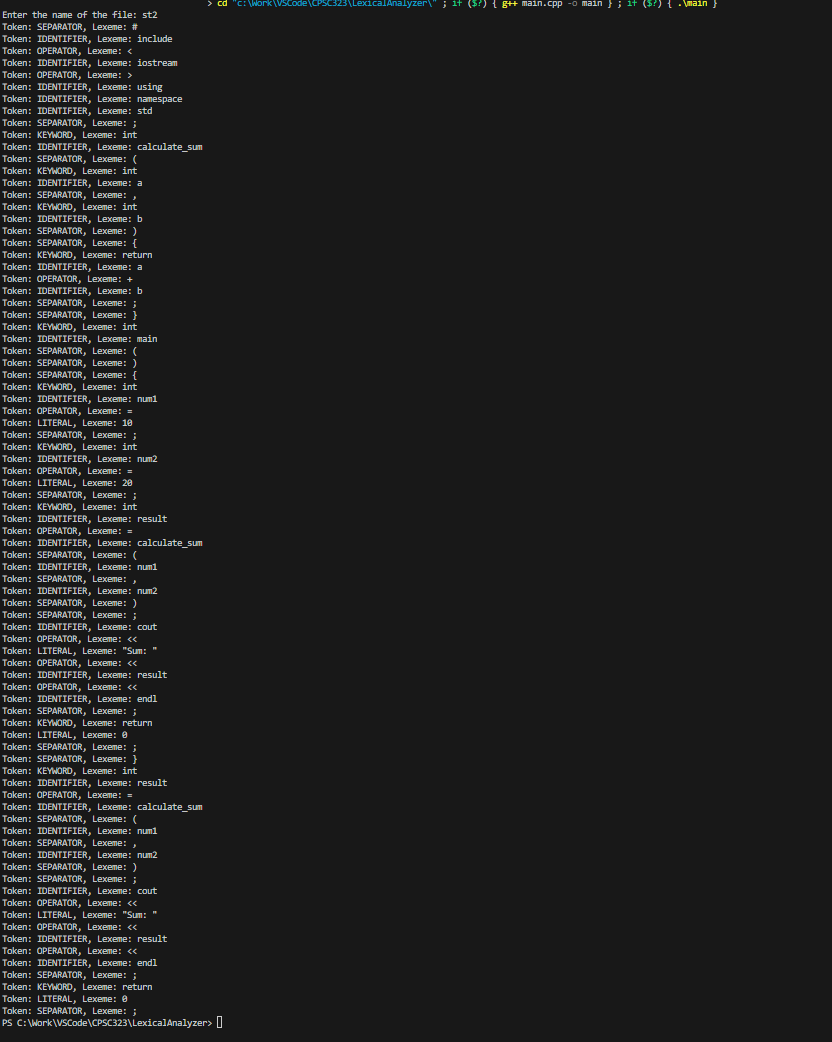 > cd "c:\Work\VSCode\CPSC323\LexicalAnalyzer\" ; if ($?) { g++ main.cpp -o main } ; if ($?) { .\main }
Enter the name of the file: st2
Token: SEPARATOR, Lexeme: #
Token: IDENTIFIER, Lexeme: include
Token: OPERATOR, Lexeme: <
Token: IDENTIFIER, Lexeme: iostream
Token: OPERATOR, Lexeme: >
Token: IDENTIFIER, Lexeme: using
Token: IDENTIFIER, Lexeme: namespace
Token: IDENTIFIER, Lexeme: std
Token: SEPARATOR, Lexeme: ;
Token: KEYWORD, Lexeme: int
Token: IDENTIFIER, Lexeme: calculate_sum
Token: SEPARATOR, Lexeme: (
Token: KEYWORD, Lexeme: int
Token: IDENTIFIER, Lexeme: a
Token: SEPARATOR, Lexeme: ,
Token: KEYWORD, Lexeme: int
Token: IDENTIFIER, Lexeme: b
Token: SEPARATOR, Lexeme: )
Token: SEPARATOR, Lexeme: {
Token: KEYWORD, Lexeme: return
Token: IDENTIFIER, Lexeme: a
Token: OPERATOR, Lexeme: +
Token: IDENTIFIER, Lexeme: b
Token: SEPARATOR, Lexeme: ;
Token: SEPARATOR, Lexeme: }
Token: KEYWORD, Lexeme: int
Token: IDENTIFIER, Lexeme: main
Token: SEPARATOR, Lexeme: (
Token: SEPARATOR, Lexeme: )
Token: SEPARATOR, Lexeme: {
Token: KEYWORD, Lexeme: int
Token: IDENTIFIER, Lexeme: num1
Token: OPERATOR, Lexeme: =
Token: LITERAL, Lexeme: 10
Token: SEPARATOR, Lexeme: ;
Token: KEYWORD, Lexeme: int
Token: IDENTIFIER, Lexeme: num2
Token: OPERATOR, Lexeme: =
Token: LITERAL, Lexeme: 20
Token: SEPARATOR, Lexeme: ;
Token: KEYWORD, Lexeme: int
Token: IDENTIFIER, Lexeme: result
Token: OPERATOR, Lexeme: =
Token: IDENTIFIER, Lexeme: calculate_sum
Token: SEPARATOR, Lexeme: (
Token: IDENTIFIER, Lexeme: num1
Token: SEPARATOR, Lexeme: ,
Token: IDENTIFIER, Lexeme: num2
Token: SEPARATOR, Lexeme: )
Token: SEPARATOR, Lexeme: ;
Token: IDENTIFIER, Lexeme: cout
Token: OPERATOR, Lexeme: <<
Token: LITERAL, Lexeme: "Sum: "
Token: OPERATOR, Lexeme: <<
Token: IDENTIFIER, Lexeme: result
Token: OPERATOR, Lexeme: <<
Token: IDENTIFIER, Lexeme: endl
Token: SEPARATOR, Lexeme: ;
Token: KEYWORD, Lexeme: return
Token: LITERAL, Lexeme: 0
Token: SEPARATOR, Lexeme: ;
Token: SEPARATOR, Lexeme: }
Token: KEYWORD, Lexeme: int
Token: IDENTIFIER, Lexeme: result
Token: OPERATOR, Lexeme: =
Token: IDENTIFIER, Lexeme: calculate_sum
Token: SEPARATOR, Lexeme: (
Token: IDENTIFIER, Lexeme: num1
Token: SEPARATOR, Lexeme: ,
Token: IDENTIFIER, Lexeme: num2
Token: SEPARATOR, Lexeme: )
Token: SEPARATOR, Lexeme: ;
Token: IDENTIFIER, Lexeme: cout
Token: OPERATOR, Lexeme: <<
Token: LITERAL, Lexeme: "Sum: "
Token: OPERATOR, Lexeme: <<
Token: IDENTIFIER, Lexeme: result
Token: OPERATOR, Lexeme: <<
Token: IDENTIFIER, Lexeme: endl
Token: SEPARATOR, Lexeme: ;
Token: KEYWORD, Lexeme: return
Token: LITERAL, Lexeme: 0
Token: SEPARATOR, Lexeme: ;
PS C:\Work\VSCode\CPSC323\LexicalAnalyzer>